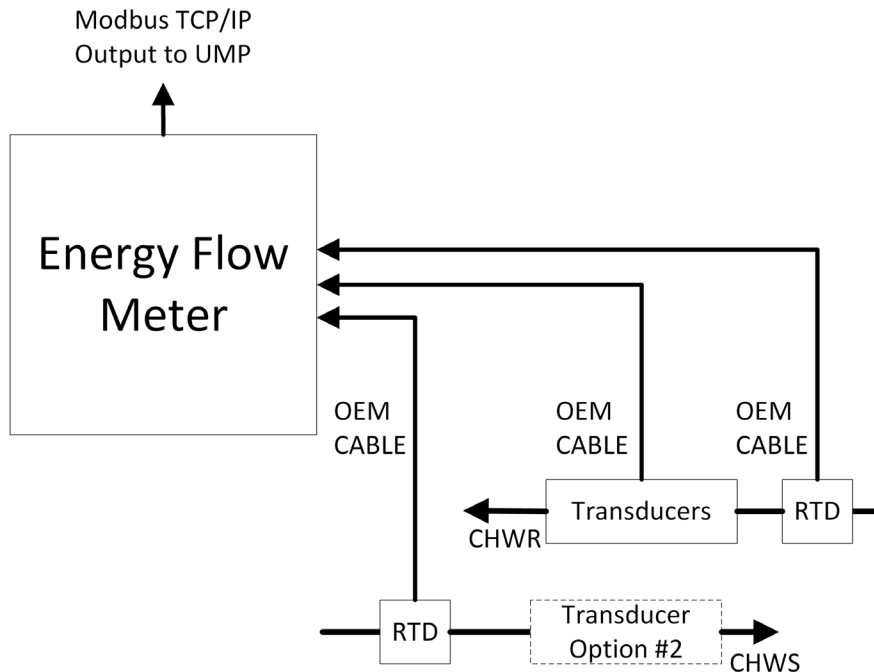 Modbus TCP/IP
Output to UMP
Energy Flow
Meter
OEM
CABLE
OEM
CABLE
OEM
CABLE
Transducers
RTD
CHWR
RTD
Transducer
Option #2
CHWS